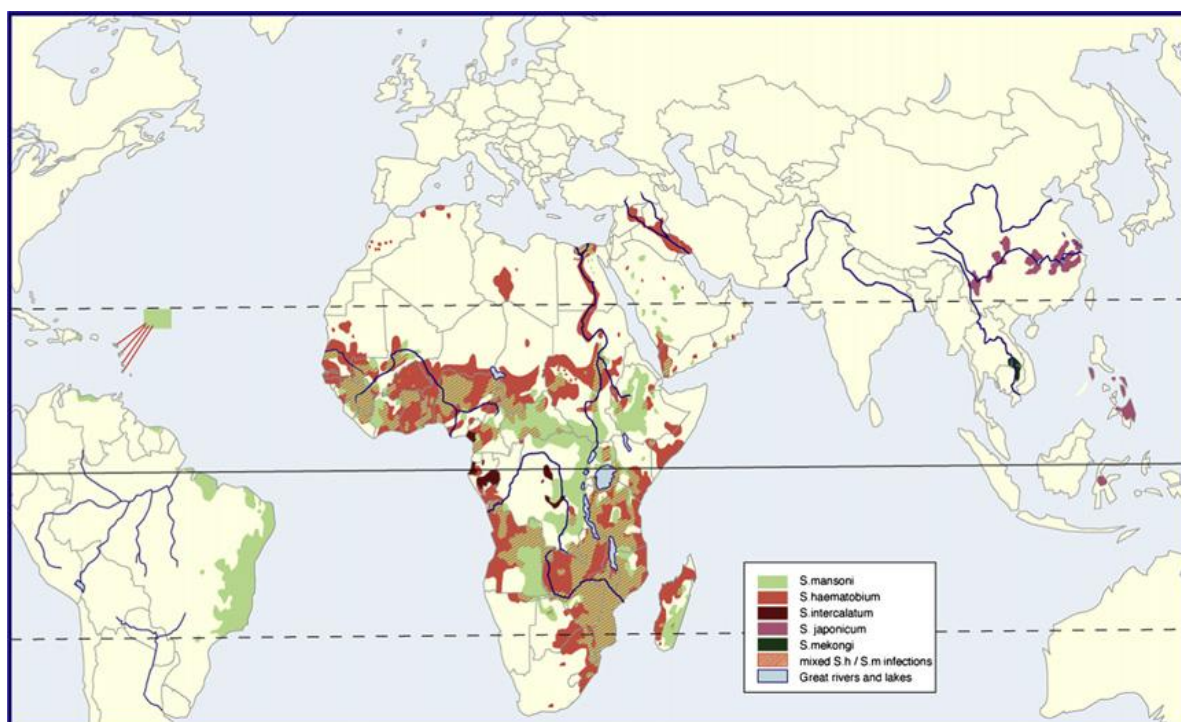 S.mansoni
S.haematobium
S.intercalatum
S. japonicum
S.mekongi
mixed S.h / S.m infections
Great rivers and lakes